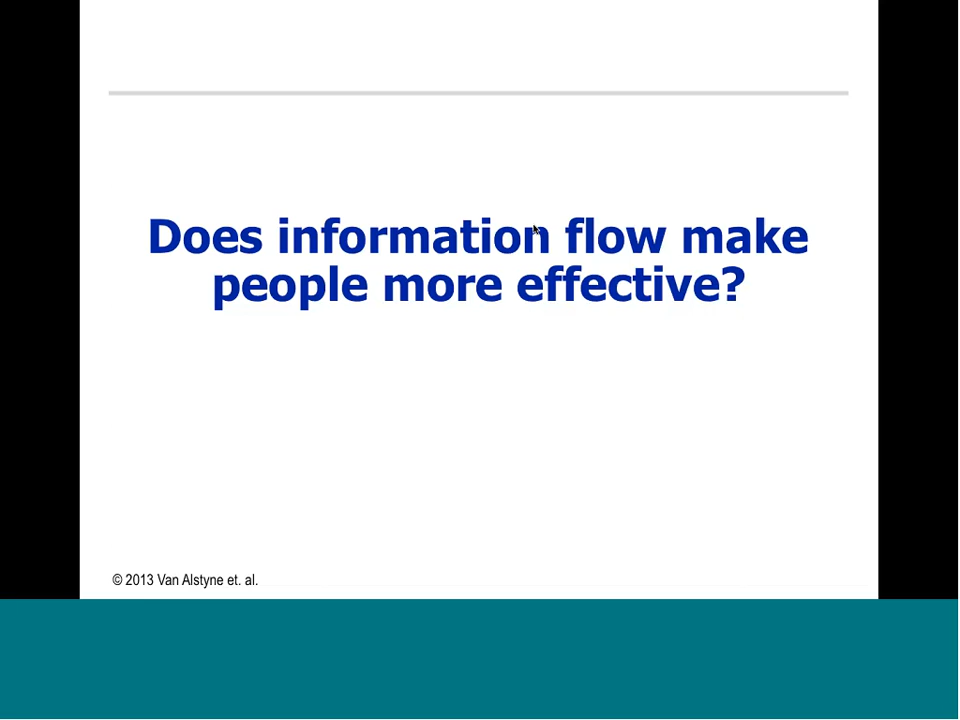 Does information flow make
people more effective?
© 2013 Van Alstyne et. al.